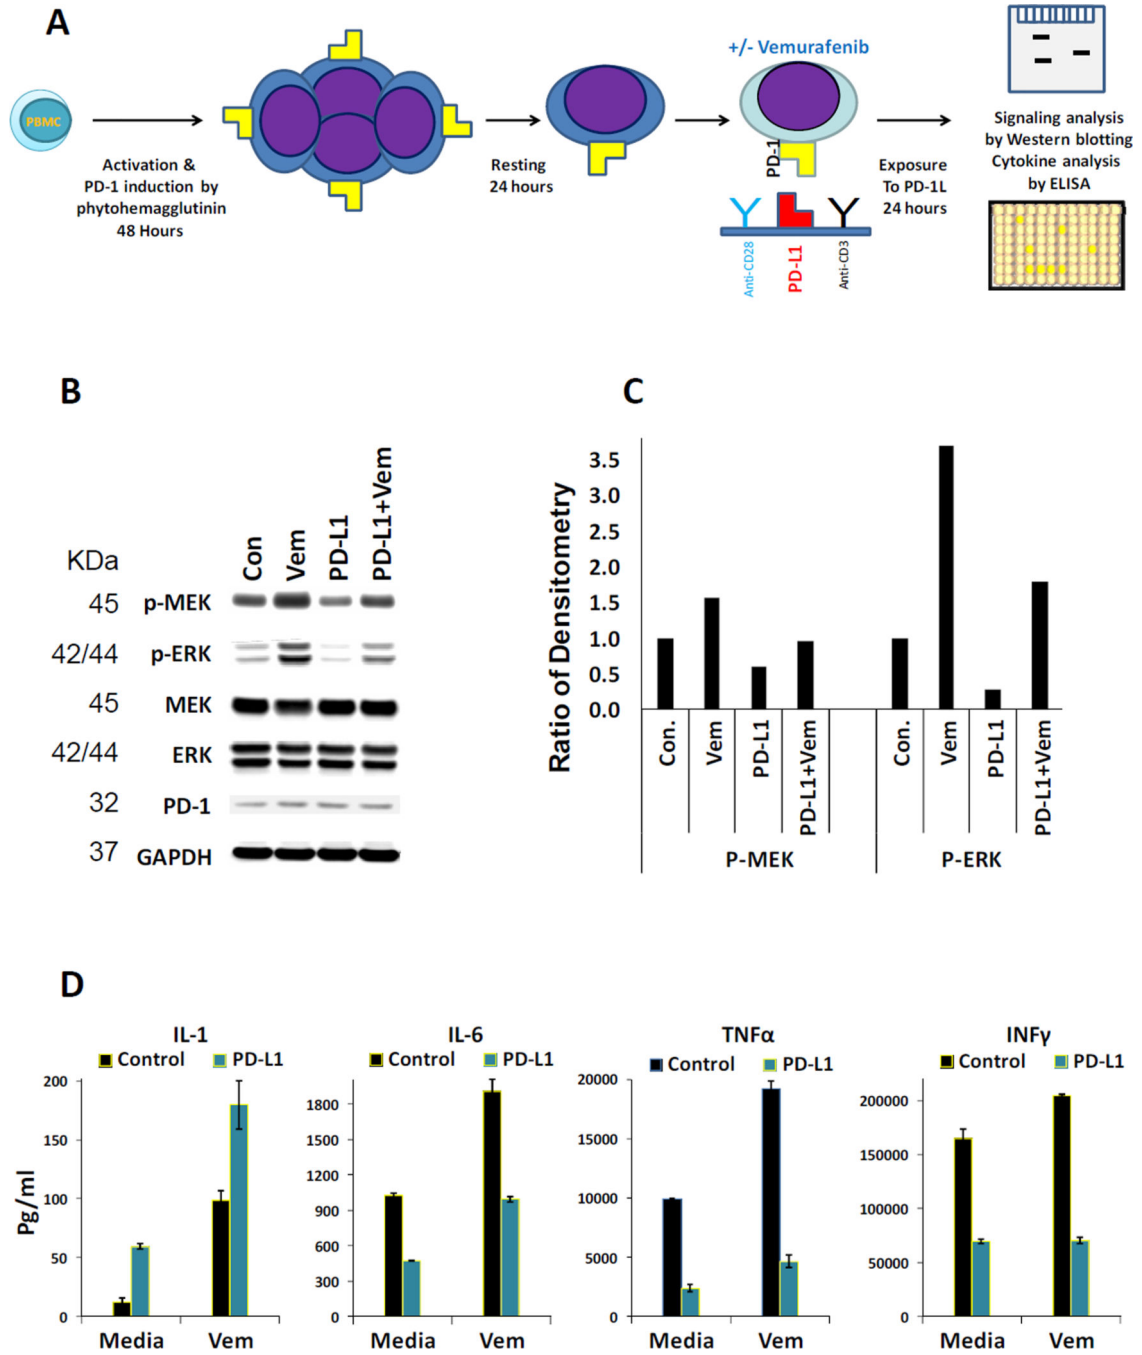 A
+/- Vemurafenib
PBMC
Activation &
PD-1 induction by
phytohemagglutinin
48 Hours
Resting
24 hours
PD-1
Anti-CD28
PD-L1
Anti-CD3
Exposure
To PD-1L
24 hours
Signaling analysis
by Western blotting
Cytokine analysis
by ELISA
B
KDa
Con
Vem
PD-L1
PD-L1+Vem
45 p-MEK
42/44 p-ERK
45 MEK
42/44 ERK
32 PD-1
37 GAPDH
C
Ratio of Densitometry
3.5
3.0
2.5
2.0
1.5
1.0
0.5
0.0
Con.
Vem
PD-L1
PD-L1+Vem
Con.
Vem
PD-L1
PD-L1+Vem
P-MEK
P-ERK
D
Pg/ml
IL-1
Control PD-L1
200
150
100
50
0
Media Vem
IL-6
Control PD-L1
1800
1500
1200
900
600
300
0
Media Vem
TNFα
Control PD-L1
20000
15000
10000
5000
0
Media Vem
INFγ
Control PD-L1
200000
150000
100000
50000
0
Media Vem